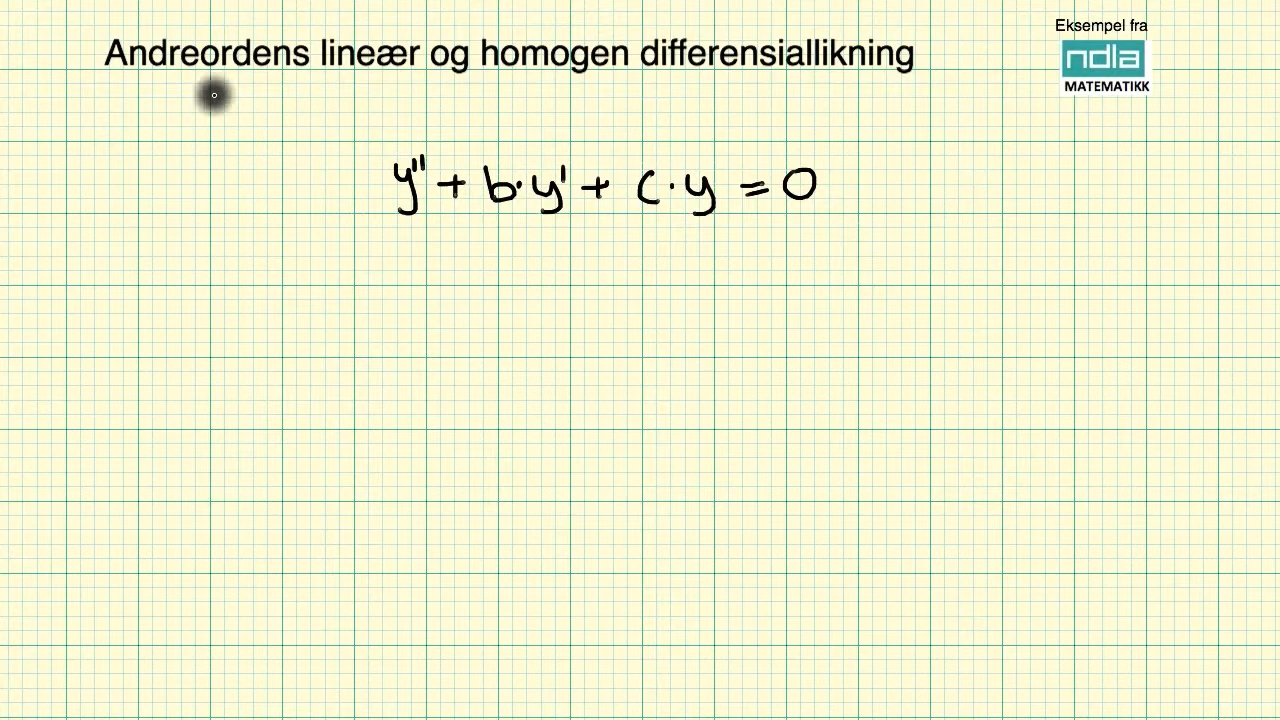 Eksempel fra
Andreordens lineær og homogen differensiallikning
ndla
MATEMATIKK
y'' + b·y' + c·y = 0